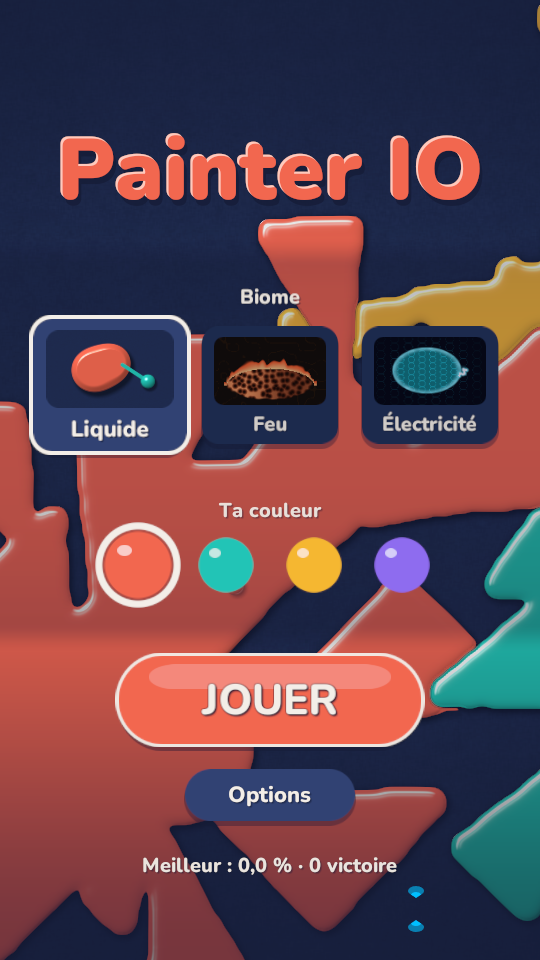 Painter IO
Biome
Liquide
Feu
Électricité
Ta couleur
JOUER
Options
Meilleur : 0,0 % · 0 victoire